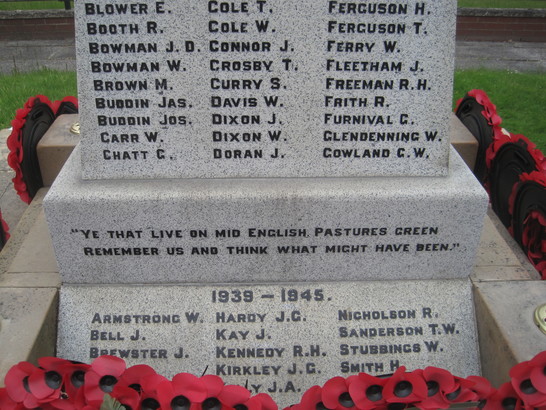 Blower E. Cole T. Ferguson H.
Booth R. Cole W. Ferguson T.
Bowman J. D. Connor J. Ferry W.
Bowman W. Crosby T. Fleetham J.
Brown M. Curry S. Freeman R. H.
Buddin Jas. Davis W. Frith R.
Buddin Jos. Dixon J. Furnival G.
Carr W. Dixon W. Glendenning W.
Chatt G. Doran J. Cowland G. W.
"Ye that live on mid English, Pastures green
Remember us and think what might have been."
1939 – 1945.
Armstrong W. Hardy J. G. Nicholson R.
Bell J. Kay J. Sanderson T. W.
Brewster J. Kennedy R. H. Stubbings W.
Kirkley J. G. Smith H.
J. A.